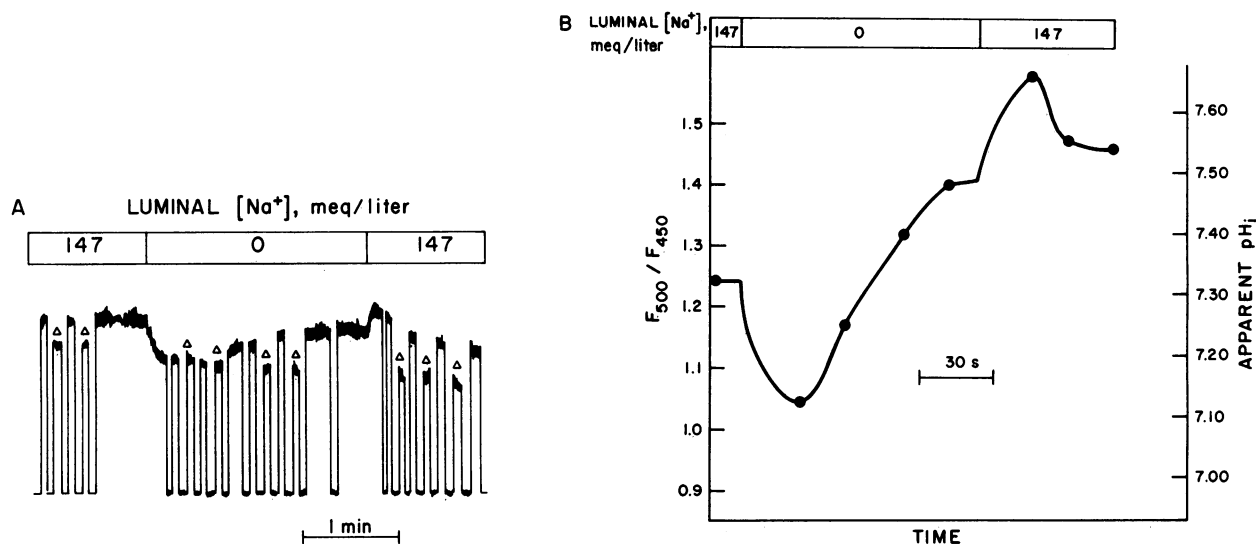 A
LUMINAL [Na+], meq/liter
147 0 147
Δ Δ Δ Δ Δ Δ Δ Δ Δ
1 min
B LUMINAL [Na+], meq/liter
147 0 147
F500 / F450
1.5
1.4
1.3
1.2
1.1
1.0
0.9
30 s
7.60
7.50
7.40
7.30
7.20
7.10
7.00
APPARENT pHi
TIME